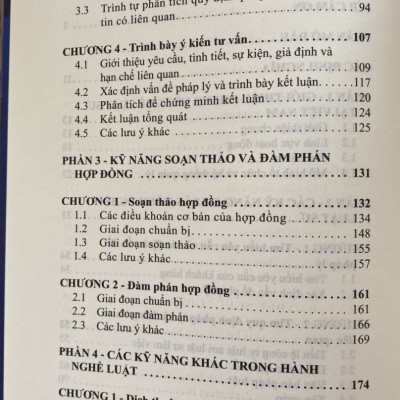 3.3 Trình tự phân tích
tin có liên quan 94
CHƯƠNG 4 - Trình bày ý kiến tư vấn 107
4.1 Giới thiệu yêu cầu, tình tiết, sự kiện, giả định và
hạn chế liên quan 109
4.2 Xác định vấn đề pháp lý và trình bày kết luận 117
4.3 Phân tích để chứng minh kết luận 120
4.4 Kết luận tổng quát 124
4.5 Các lưu ý khác 125
PHẦN 3 - KỸ NĂNG SOẠN THẢO VÀ ĐÀM PHÁN
HỢP ĐỒNG 131
CHƯƠNG 1 - Soạn thảo hợp đồng 132
1.1 Các điều khoản cơ bản của hợp đồng 134
1.2 Giai đoạn chuẩn bị 148
1.3 Giai đoạn soạn thảo 155
1.4 Các lưu ý khác 157
CHƯƠNG 2 - Đàm phán hợp đồng 161
2.1 Giai đoạn chuẩn bị 161
2.2 Giai đoạn đàm phán 166
2.3 Các lưu ý khác 169
PHẦN 4 - CÁC KỸ NĂNG KHÁC TRONG HÀNH
NGHỀ LUẬT 174
CHƯƠNG 1 - Dịch